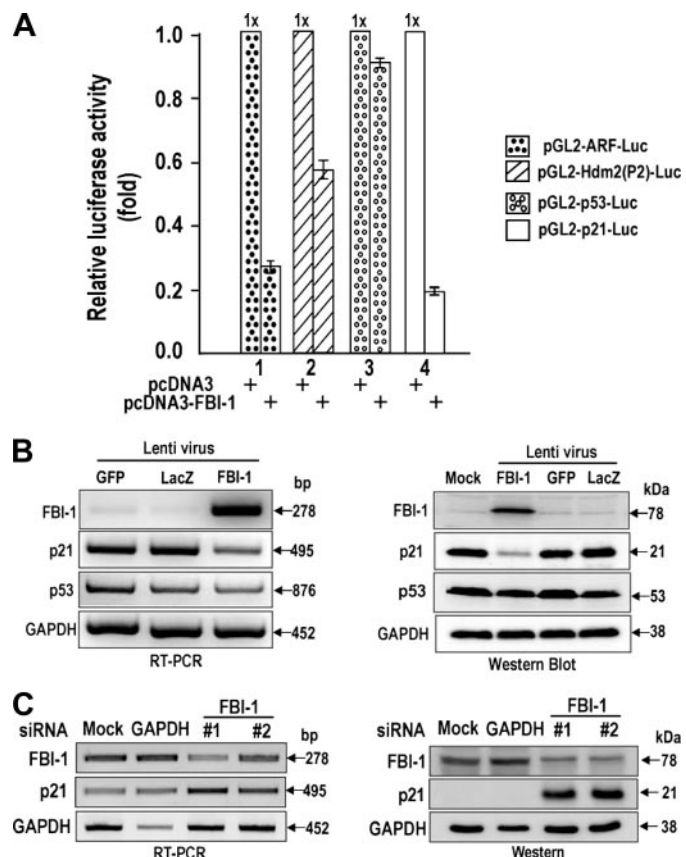 A
1x 1x 1x 1x
Relative luciferase activity
(fold)
1.0
0.8
0.6
0.4
0.2
0.0
1 2 3 4
pcDNA3 + + + +
pcDNA3-FBI-1 + + + +
pGL2-ARF-Luc
pGL2-Hdm2(P2)-Luc
pGL2-p53-Luc
pGL2-p21-Luc
B
Lenti virus
GFP LacZ FBI-1 bp
FBI-1 278
p21 495
p53 876
GAPDH 452
RT-PCR
Lenti virus
Mock FBI-1 GFP LacZ kDa
FBI-1 78
p21 21
p53 53
GAPDH 38
Western Blot
C
FBI-1
siRNA Mock GAPDH #1 #2 bp
FBI-1 278
p21 495
GAPDH 452
RT-PCR
FBI-1
siRNA Mock GAPDH #1 #2 kDa
FBI-1 78
p21 21
GAPDH 38
Western